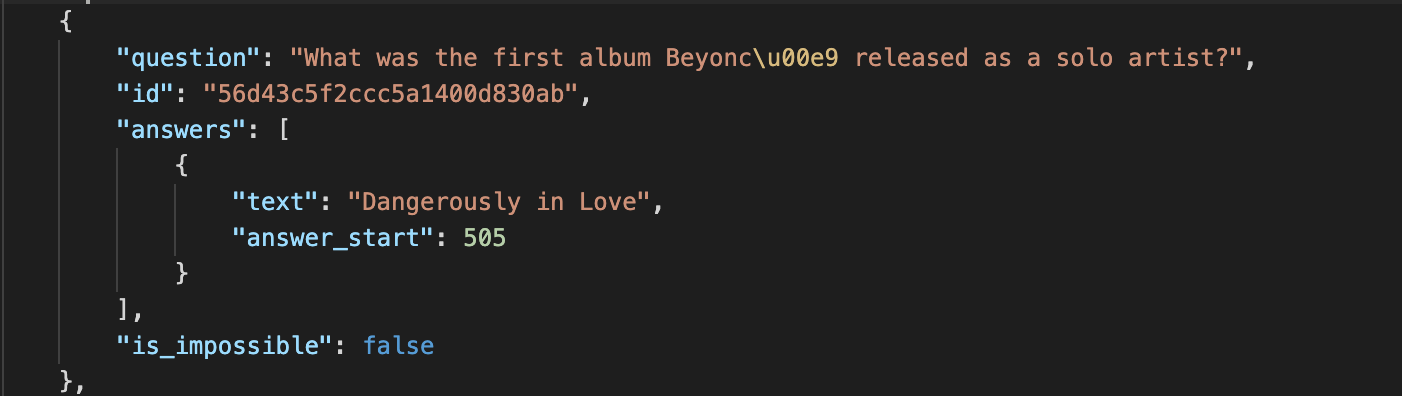 {
"question": "What was the first album Beyonc\u00e9 released as a solo artist?",
"id": "56d43c5f2ccc5a1400d830ab",
"answers": [
{
"text": "Dangerously in Love",
"answer_start": 505
}
],
"is_impossible": false
},